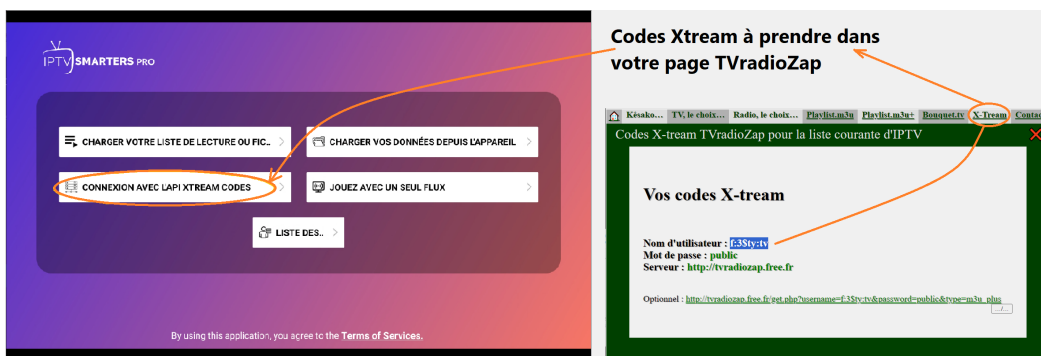 IPTV SMARTERS PRO
CHARGER VOTRE LISTE DE LECTURE OU FIC..
CHARGER VOS DONNÉES DEPUIS L'APPAREIL
CONNEXION AVEC L'API XTREAM CODES
JOUEZ AVEC UN SEUL FLUX
LISTE DES..
By using this application, you agree to the Terms of Services.
Codes Xtream à prendre dans
votre page TVradioZap
Késako... TV, le choix... Radio, le choix... Playlist.m3u Playlist.m3u+ Bouquet.tv X-Tream Contac
Codes X-tream TVradioZap pour la liste courante d'IPTV
Vos codes X-tream
Nom d'utilisateur : f:3$ty:tv
Mot de passe : public
Serveur : http://tvradiozap.free.fr
Optionnel : http://tvradiozap.free.fr/get.php?username=f:3$ty:tv&password=public&type=m3u_plus
.../...